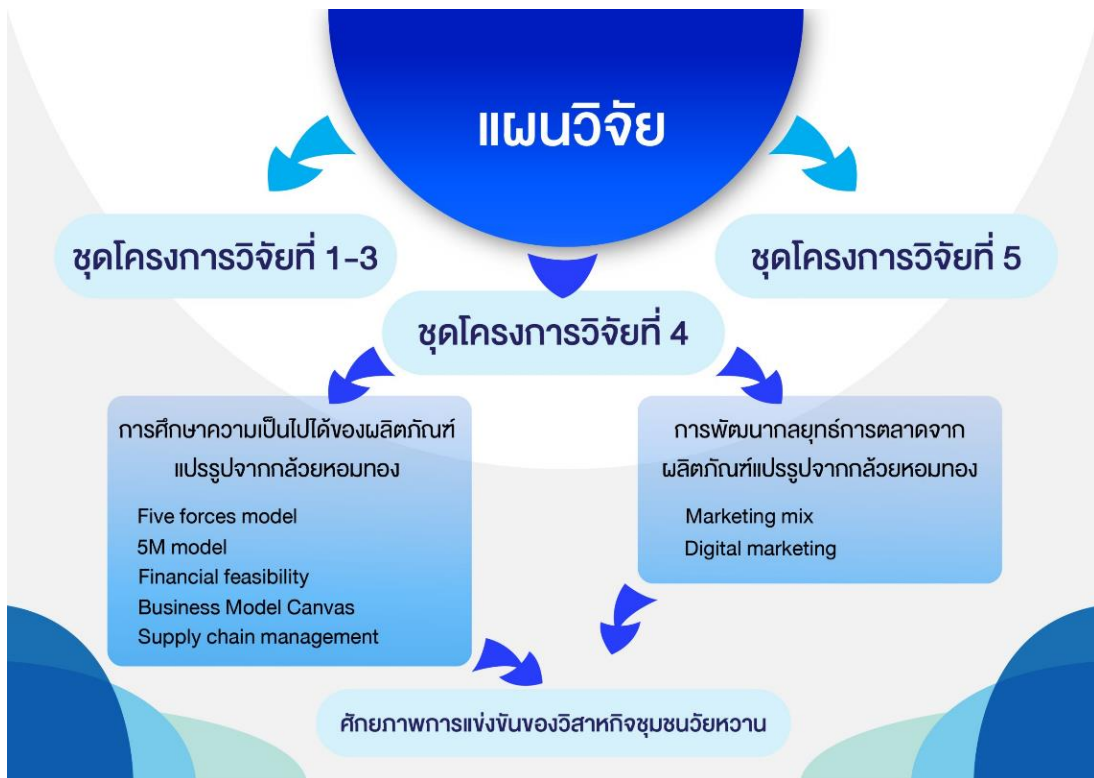 แผนวิจัย
ชุดโครงการวิจัยที่ 1-3
ชุดโครงการวิจัยที่ 5
ชุดโครงการวิจัยที่ 4
การศึกษาความเป็นไปได้ของผลิตภัณฑ์
แปรรูปจากกล้วยหอมทอง
Five forces model
5M model
Financial feasibility
Business Model Canvas
Supply chain management
การพัฒนากลยุทธ์การตลาดจาก
ผลิตภัณฑ์แปรรูปจากกล้วยหอมทอง
Marketing mix
Digital marketing
ศักยภาพการแข่งขันของวิสาหกิจชุมชนวัยหวาน